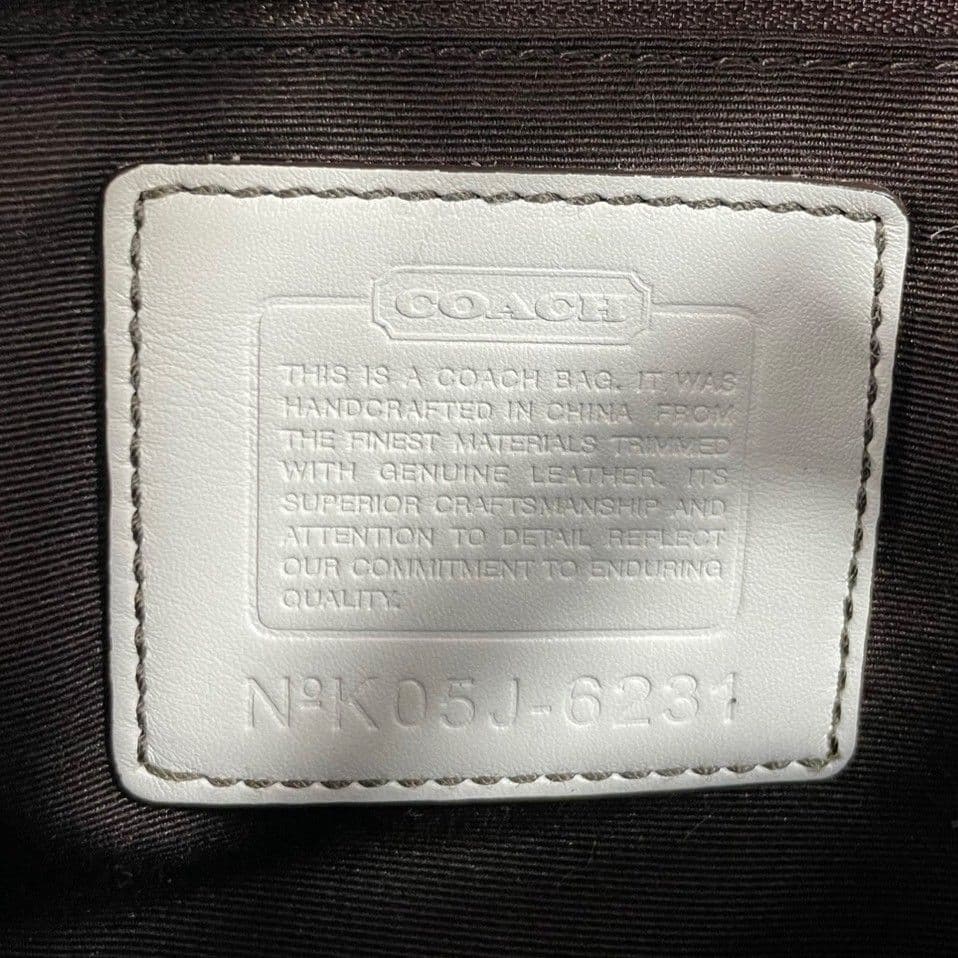 COACH
THIS IS A COACH BAG. IT WAS
HANDCRAFTED IN CHINA FROM
THE FINEST MATERIALS TRIMMED
WITH GENUINE LEATHER. ITS
SUPERIOR CRAFTSMANSHIP AND
ATTENTION TO DETAIL REFLECT
OUR COMMITMENT TO ENDURING
QUALITY.
NºK05J-6231